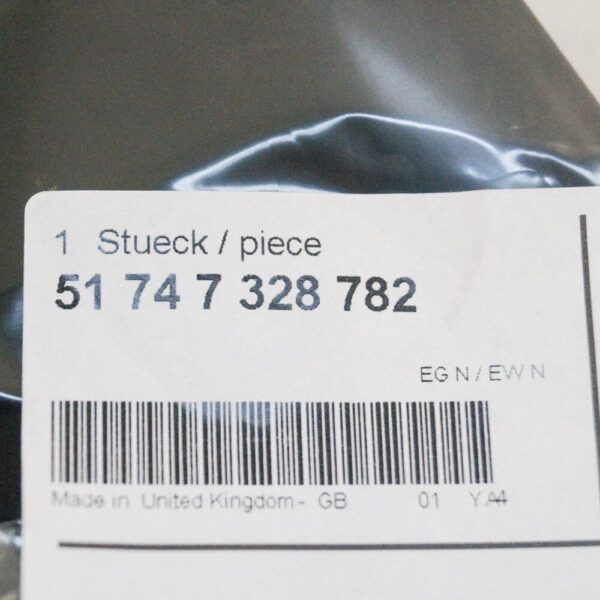 1 Stueck / piece
51 74 7 328 782
EG N / EW N
Made in United Kingdom - GB 01 YA4